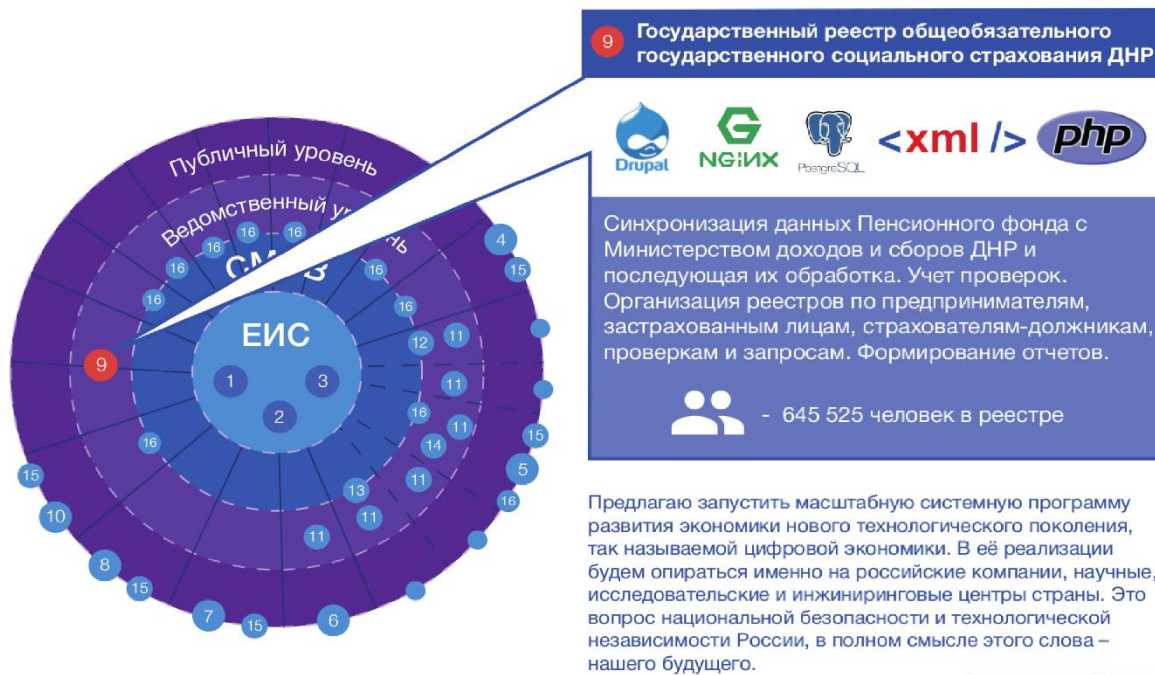 9
Государственный реестр общеобязательного
государственного социального страхования ДНР
Drupal
NGiNX
PostgreSQL
<xml />
php
Синхронизация данных Пенсионного фонда с
Министерством доходов и сборов ДНР и
последующая их обработка. Учет проверок.
Организация реестров по предпринимателям,
застрахованным лицам, страхователям-должникам,
проверкам и запросам. Формирование отчетов.
- 645 525 человек в реестре
Предлагаю запустить масштабную системную программу
развития экономики нового технологического поколения,
так называемой цифровой экономики. В её реализации
будем опираться именно на российские компании, научные,
исследовательские и инжиниринговые центры страны. Это
вопрос национальной безопасности и технологической
независимости России, в полном смысле этого слова –
нашего будущего.
Публичный уровень
Ведомственный
ЕИС
1
3
2
16
16
16
16
16
16
16
4
15
12
11
11
9
16
11
14
11
16
15
5
16
13
11
11
15
10
8
15
7
15
6